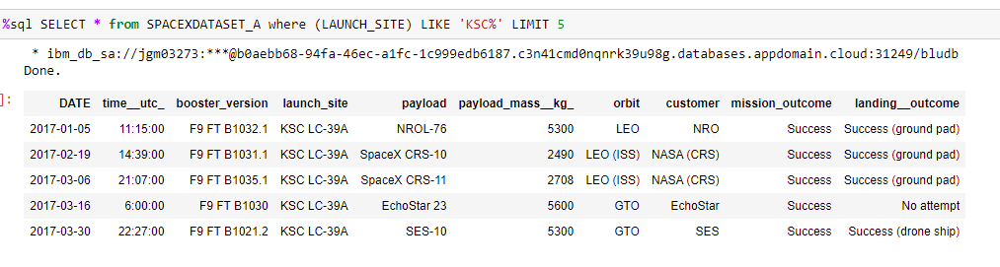 %sql SELECT * from SPACEXDATASET_A where (LAUNCH_SITE) LIKE 'KSC%' LIMIT 5
* ibm_db_sa://jgm03273:***@b0aebb68-94fa-46ec-a1fc-1c999edb6187.c3n41cmd0nqnrk39u98g.databases.appdomain.cloud:31249/bludb
Done.
]:
DATE time__utc_ booster_version launch_site payload payload_mass__kg_ orbit customer mission_outcome landing__outcome
2017-01-05 11:15:00 F9 FT B1032.1 KSC LC-39A NROL-76 5300 LEO NRO Success Success (ground pad)
2017-02-19 14:39:00 F9 FT B1031.1 KSC LC-39A SpaceX CRS-10 2490 LEO (ISS) NASA (CRS) Success Success (ground pad)
2017-03-06 21:07:00 F9 FT B1035.1 KSC LC-39A SpaceX CRS-11 2708 LEO (ISS) NASA (CRS) Success Success (ground pad)
2017-03-16 6:00:00 F9 FT B1030 KSC LC-39A EchoStar 23 5600 GTO EchoStar Success No attempt
2017-03-30 22:27:00 F9 FT B1021.2 KSC LC-39A SES-10 5300 GTO SES Success Success (drone ship)